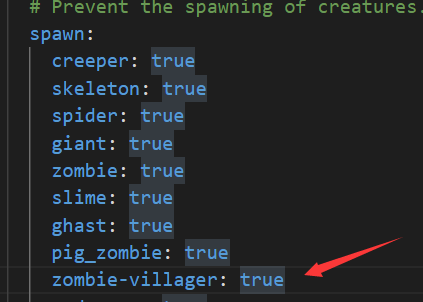 # Prevent the spawning of creatures.
spawn:
creeper: true
skeleton: true
spider: true
giant: true
zombie: true
slime: true
ghast: true
pig_zombie: true
zombie-villager: true